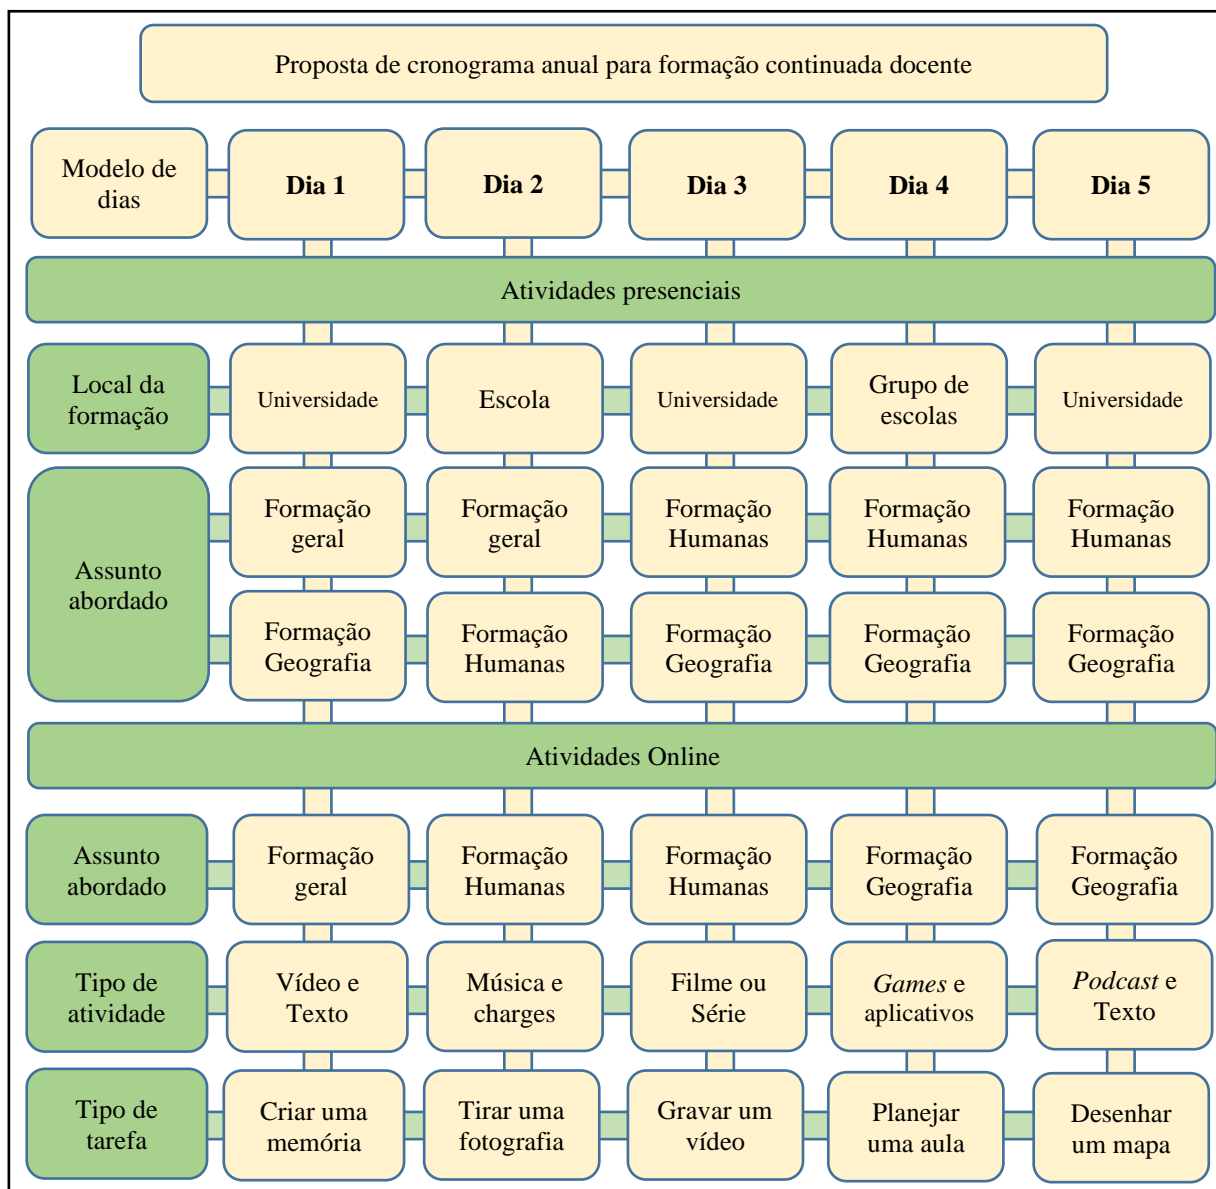 Proposta de cronograma anual para formação continuada docente
Modelo de
dias
Dia 1
Dia 2
Dia 3
Dia 4
Dia 5
Atividades presenciais
Local da
formação
Universidade
Escola
Universidade
Grupo de
escolas
Universidade
Assunto
abordado
Formação
geral
Formação
geral
Formação
Humanas
Formação
Humanas
Formação
Humanas
Formação
Geografia
Formação
Humanas
Formação
Geografia
Formação
Geografia
Formação
Geografia
Atividades Online
Assunto
abordado
Formação
geral
Formação
Humanas
Formação
Humanas
Formação
Geografia
Formação
Geografia
Tipo de
atividade
Vídeo e
Texto
Música e
charges
Filme ou
Série
Games e
aplicativos
Podcast e
Texto
Tipo de
tarefa
Criar uma
memória
Tirar uma
fotografia
Gravar um
vídeo
Planejar
uma aula
Desenhar
um mapa